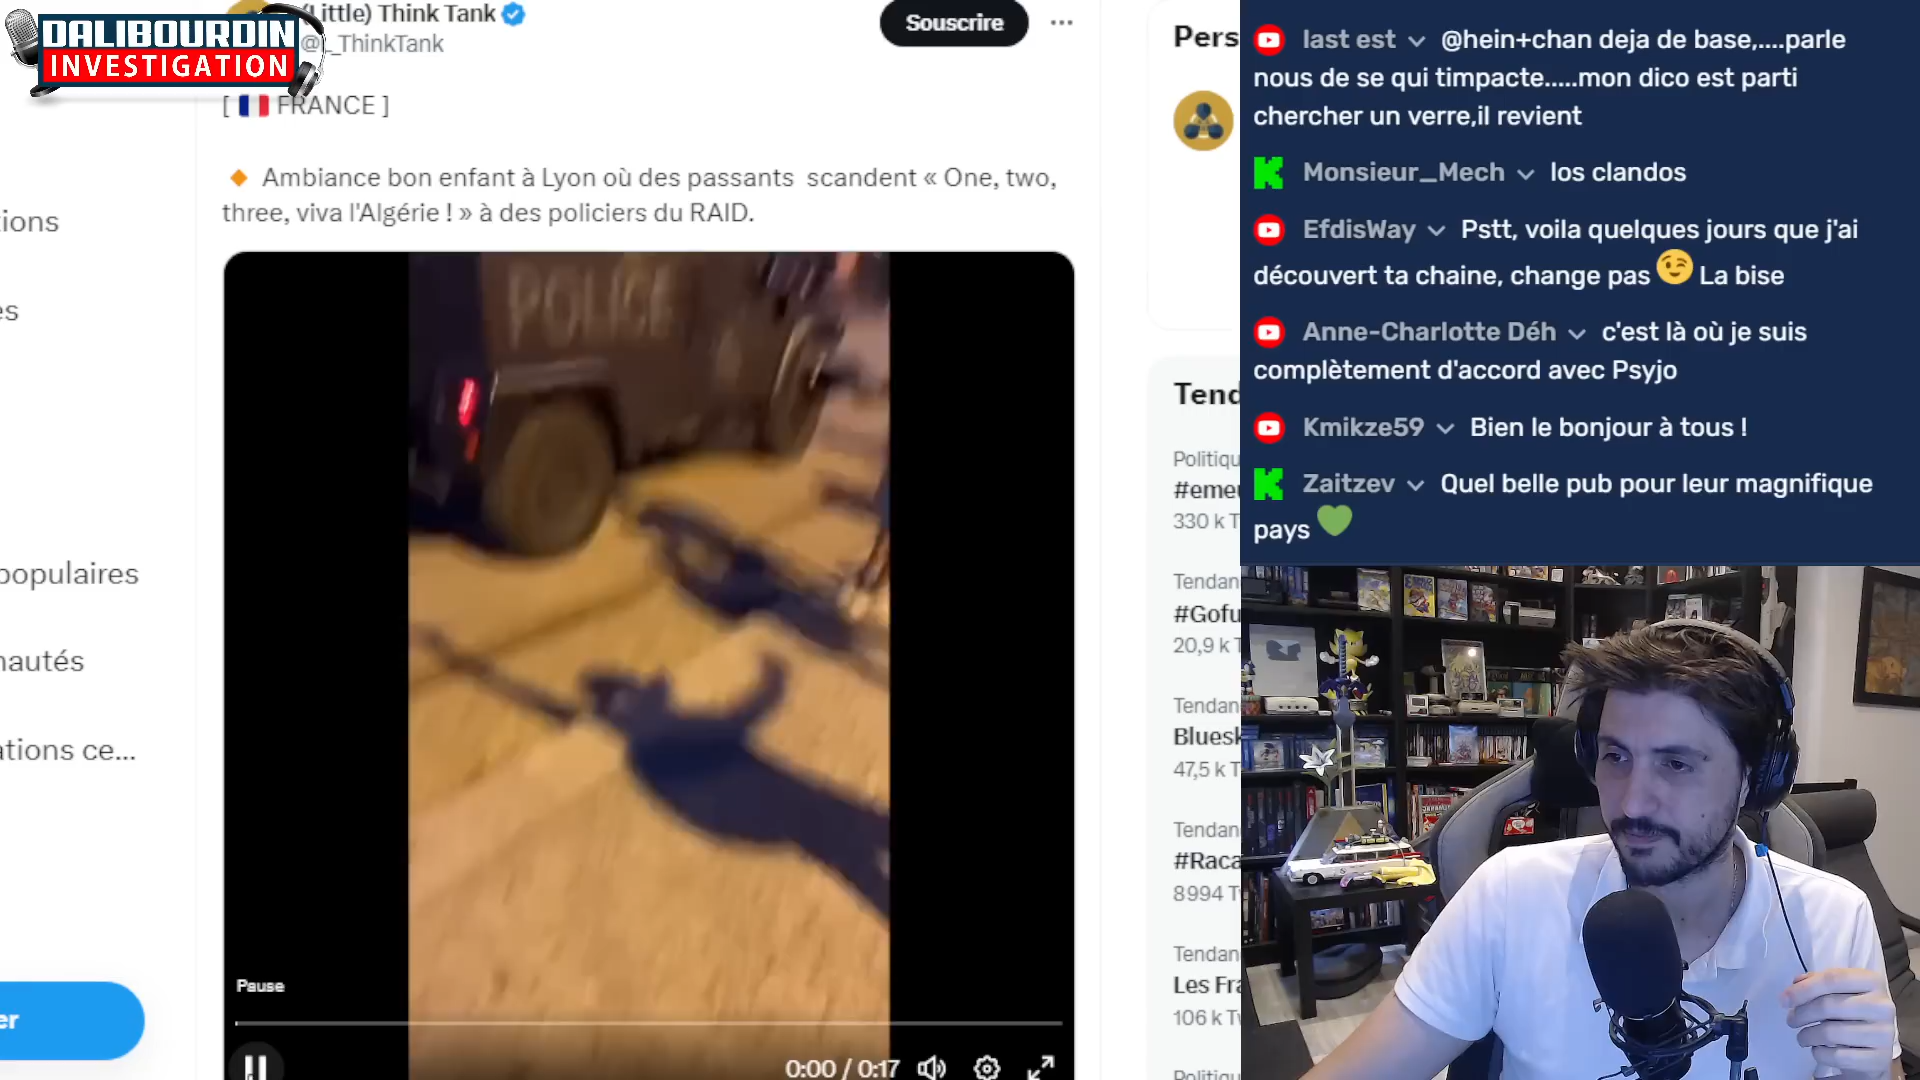 DALIBOURDIN
INVESTIGATION
(Little) Think Tank
@L_ThinkTank
Souscrire
[ FRANCE ]
Ambiance bon enfant à Lyon où des passants scandent « One, two,
three, viva l'Algérie ! » à des policiers du RAID.
POLICE
Pause
0:00 / 0:17
tions
es
populaires
nautés
ations ce...
er
Pers
Tend
Politiqu
#emeu
330 k T
Tendan
#Gofu
20,9 k T
Tendan
Bluesk
47,5 k T
Tendan
#Raca
8994 T
Tendan
Les Fra
106 k Tw
Politiqu
last est @hein+chan deja de base,....parle
nous de se qui timpacte.....mon dico est parti
chercher un verre,il revient
Monsieur_Mech los clandos
EfdisWay Pstt, voila quelques jours que j'ai
découvert ta chaine, change pas 😉 La bise
Anne-Charlotte Déh c'est là où je suis
complètement d'accord avec Psyjo
Kmikze59 Bien le bonjour à tous !
Zaitzev Quel belle pub pour leur magnifique
pays 💚